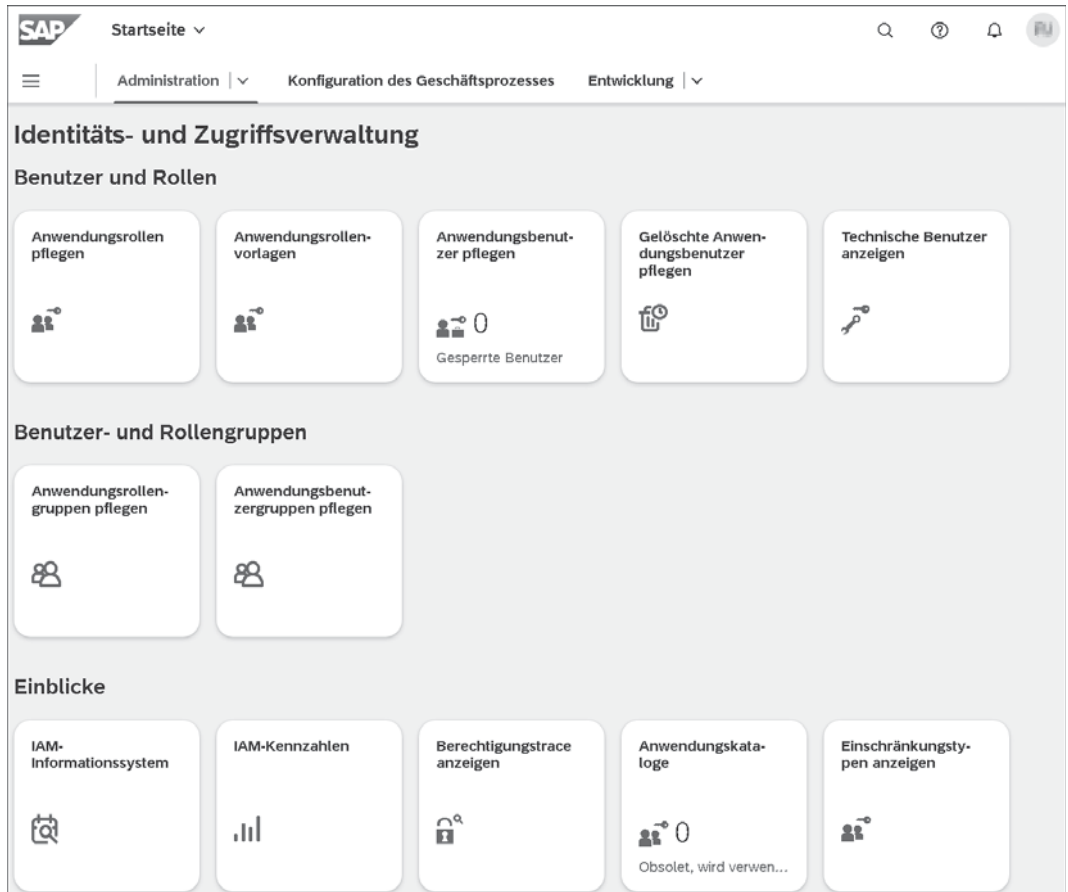 SAP Startseite
Administration Konfiguration des Geschäftsprozesses Entwicklung
Identitäts- und Zugriffsverwaltung
Benutzer und Rollen
Anwendungsrollen
pflegen
Anwendungsrollen-
vorlagen
Anwendungsbenut-
zer pflegen
0
Gesperrte Benutzer
Gelöschte Anwen-
dungsbenutzer
pflegen
Technische Benutzer
anzeigen
Benutzer- und Rollengruppen
Anwendungsrollen-
gruppen pflegen
Anwendungsbenut-
zergruppen pflegen
Einblicke
IAM-
Informationssystem
IAM-Kennzahlen
Berechtigungstrace
anzeigen
Anwendungskata-
loge
0
Obsolet, wird verwen...
Einschränkungsty-
pen anzeigen